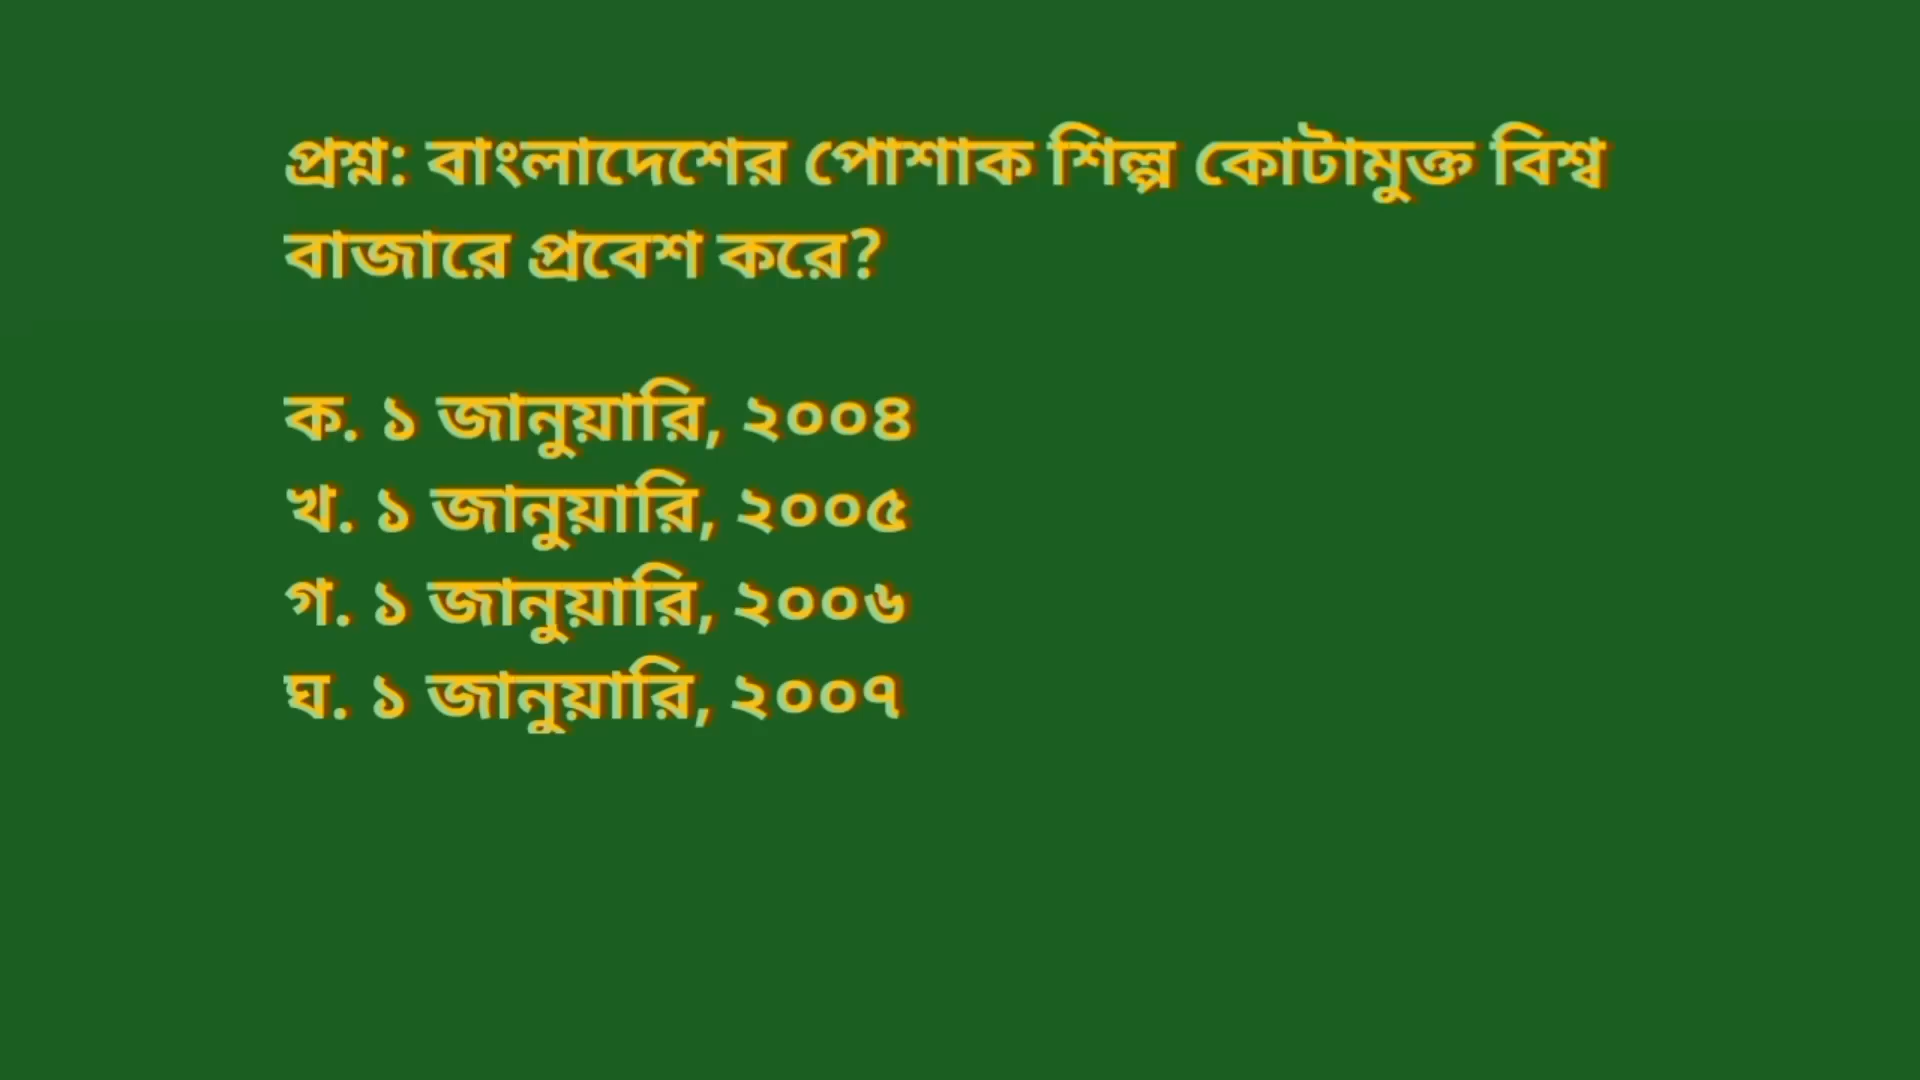 প্রশ্ন: বাংলাদেশের পোশাক শিল্প কোটামুক্ত বিশ্ব
বাজারে প্রবেশ করে?
ক. ১ জানুয়ারি, ২০০৪
খ. ১ জানুয়ারি, ২০০৫
গ. ১ জানুয়ারি, ২০০৬
ঘ. ১ জানুয়ারি, ২০০৭